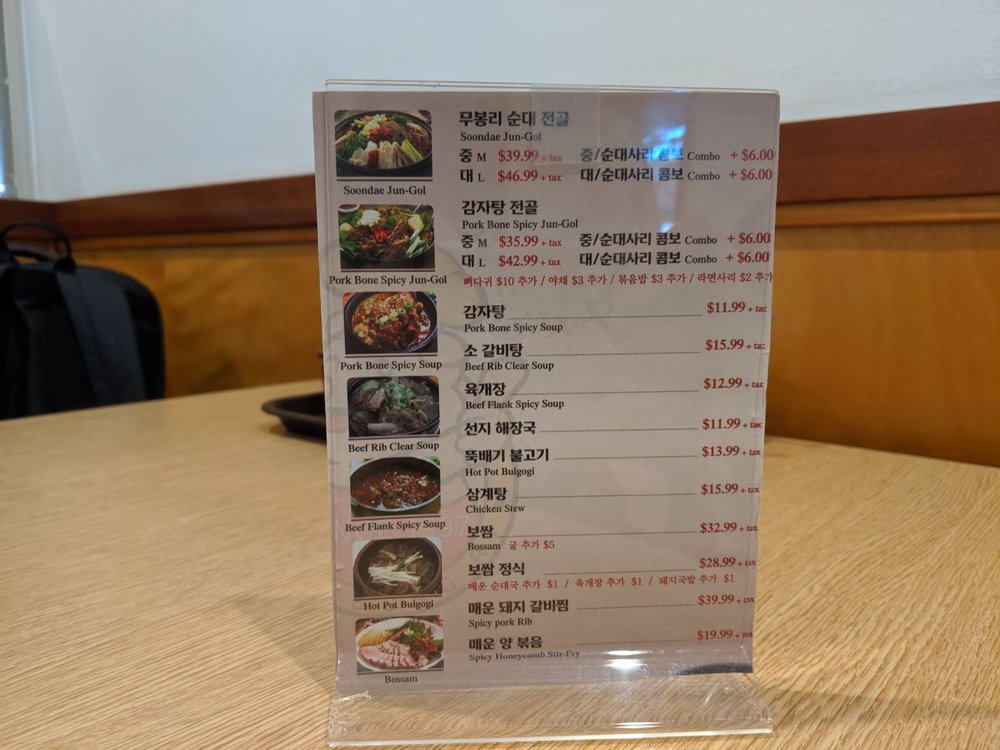 Soondae Jun-Gol
Pork Bone Spicy Jun-Gol
Pork Bone Spicy Soup
Beef Rib Clear Soup
Beef Flank Spicy Soup
Hot Pot Bulgogi
Bossam
무봉리 순대 전골
Soondae Jun-Gol
중 M $39.99 + tax 중/순대사리 콤보 Combo + $6.00
대 L $46.99 + tax 대/순대사리 콤보 Combo + $6.00
감자탕 전골
Pork Bone Spicy Jun-Gol
중 M $35.99 + tax 중/순대사리 콤보 Combo + $6.00
대 L $42.99 + tax 대/순대사리 콤보 Combo + $6.00
뼈다귀 $10 추가 / 야채 $3 추가 / 볶음밥 $3 추가 / 라면사리 $2 추가
감자탕 $11.99 + tax
Pork Bone Spicy Soup
소 갈비탕 $15.99 + tax
Beef Rib Clear Soup
육개장 $12.99 + tax
Beef Flank Spicy Soup
선지 해장국 $11.99 + tax
뚝배기 불고기 $13.99 + tax
Hot Pot Bulgogi
삼계탕 $15.99 + tax
Chicken Stew
보쌈 $32.99 + tax
Bossam 굴 추가 $5
보쌈 정식 $28.99 + tax
매운 순대국 추가 $1 / 육개장 추가 $1 / 돼지국밥 추가 $1
매운 돼지 갈비찜 $39.99 + tax
Spicy pork Rib
매운 양 볶음 $19.99 + tax
Spicy Honeycomb Stir-Fry